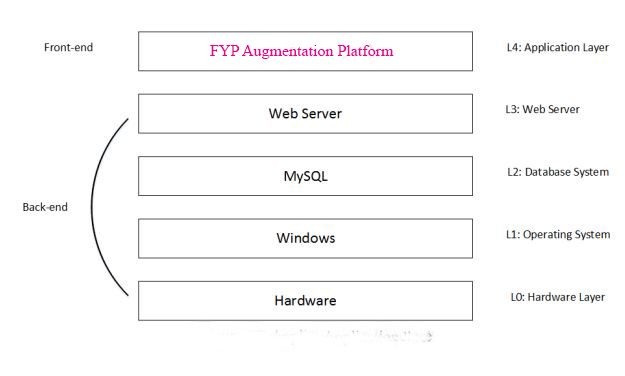 Front-end FYP Augmentation Platform L4: Application Layer
Web Server L3: Web Server
MySQL L2: Database System
Back-end
Windows L1: Operating System
Hardware L0: Hardware Layer